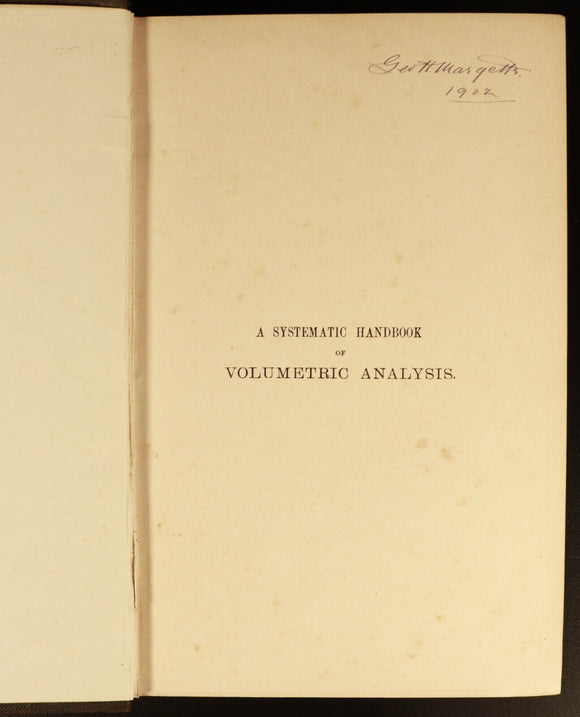 Geo H Margetts.
1902
A SYSTEMATIC HANDBOOK
OF
VOLUMETRIC ANALYSIS.